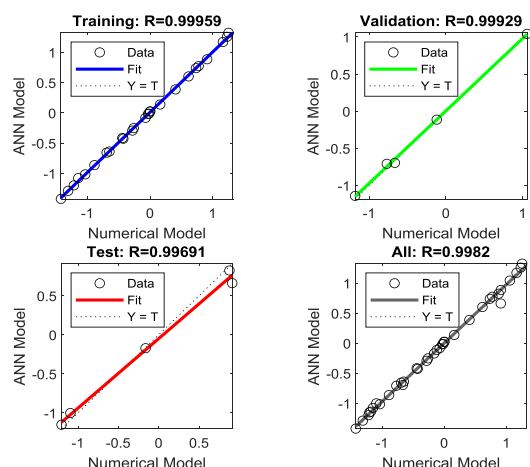 Training: R=0.99959
Data
Fit
Y = T
1
0.5
0
-0.5
-1
ANN Model
-1
0
1
Numerical Model
Validation: R=0.99929
Data
Fit
Y = T
1
0.5
0
-0.5
-1
ANN Model
-1
0
1
Numerical Model
Test: R=0.99691
Data
Fit
Y = T
0.5
0
-0.5
-1
ANN Model
-1
-0.5
0
0.5
Numerical Model
All: R=0.9982
Data
Fit
Y = T
1
0.5
0
-0.5
-1
ANN Model
-1
0
1
Numerical Model